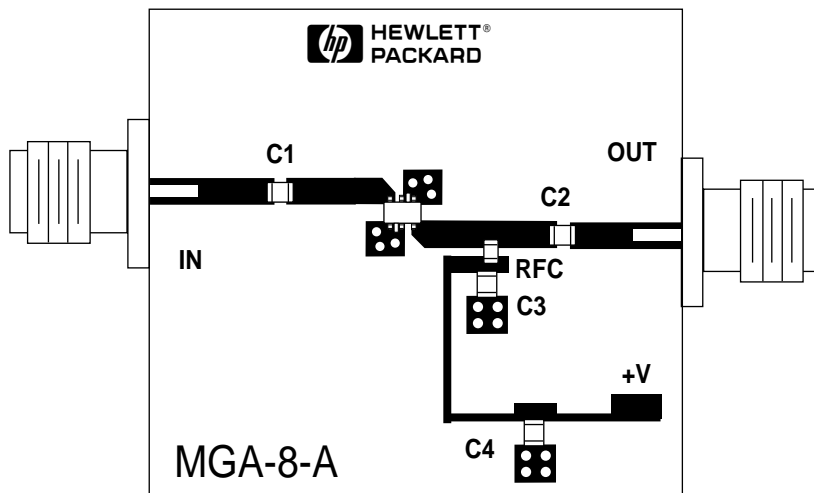 hp HEWLETT®
PACKARD
C1
OUT
C2
IN
RFC
C3
+V
C4
MGA-8-A